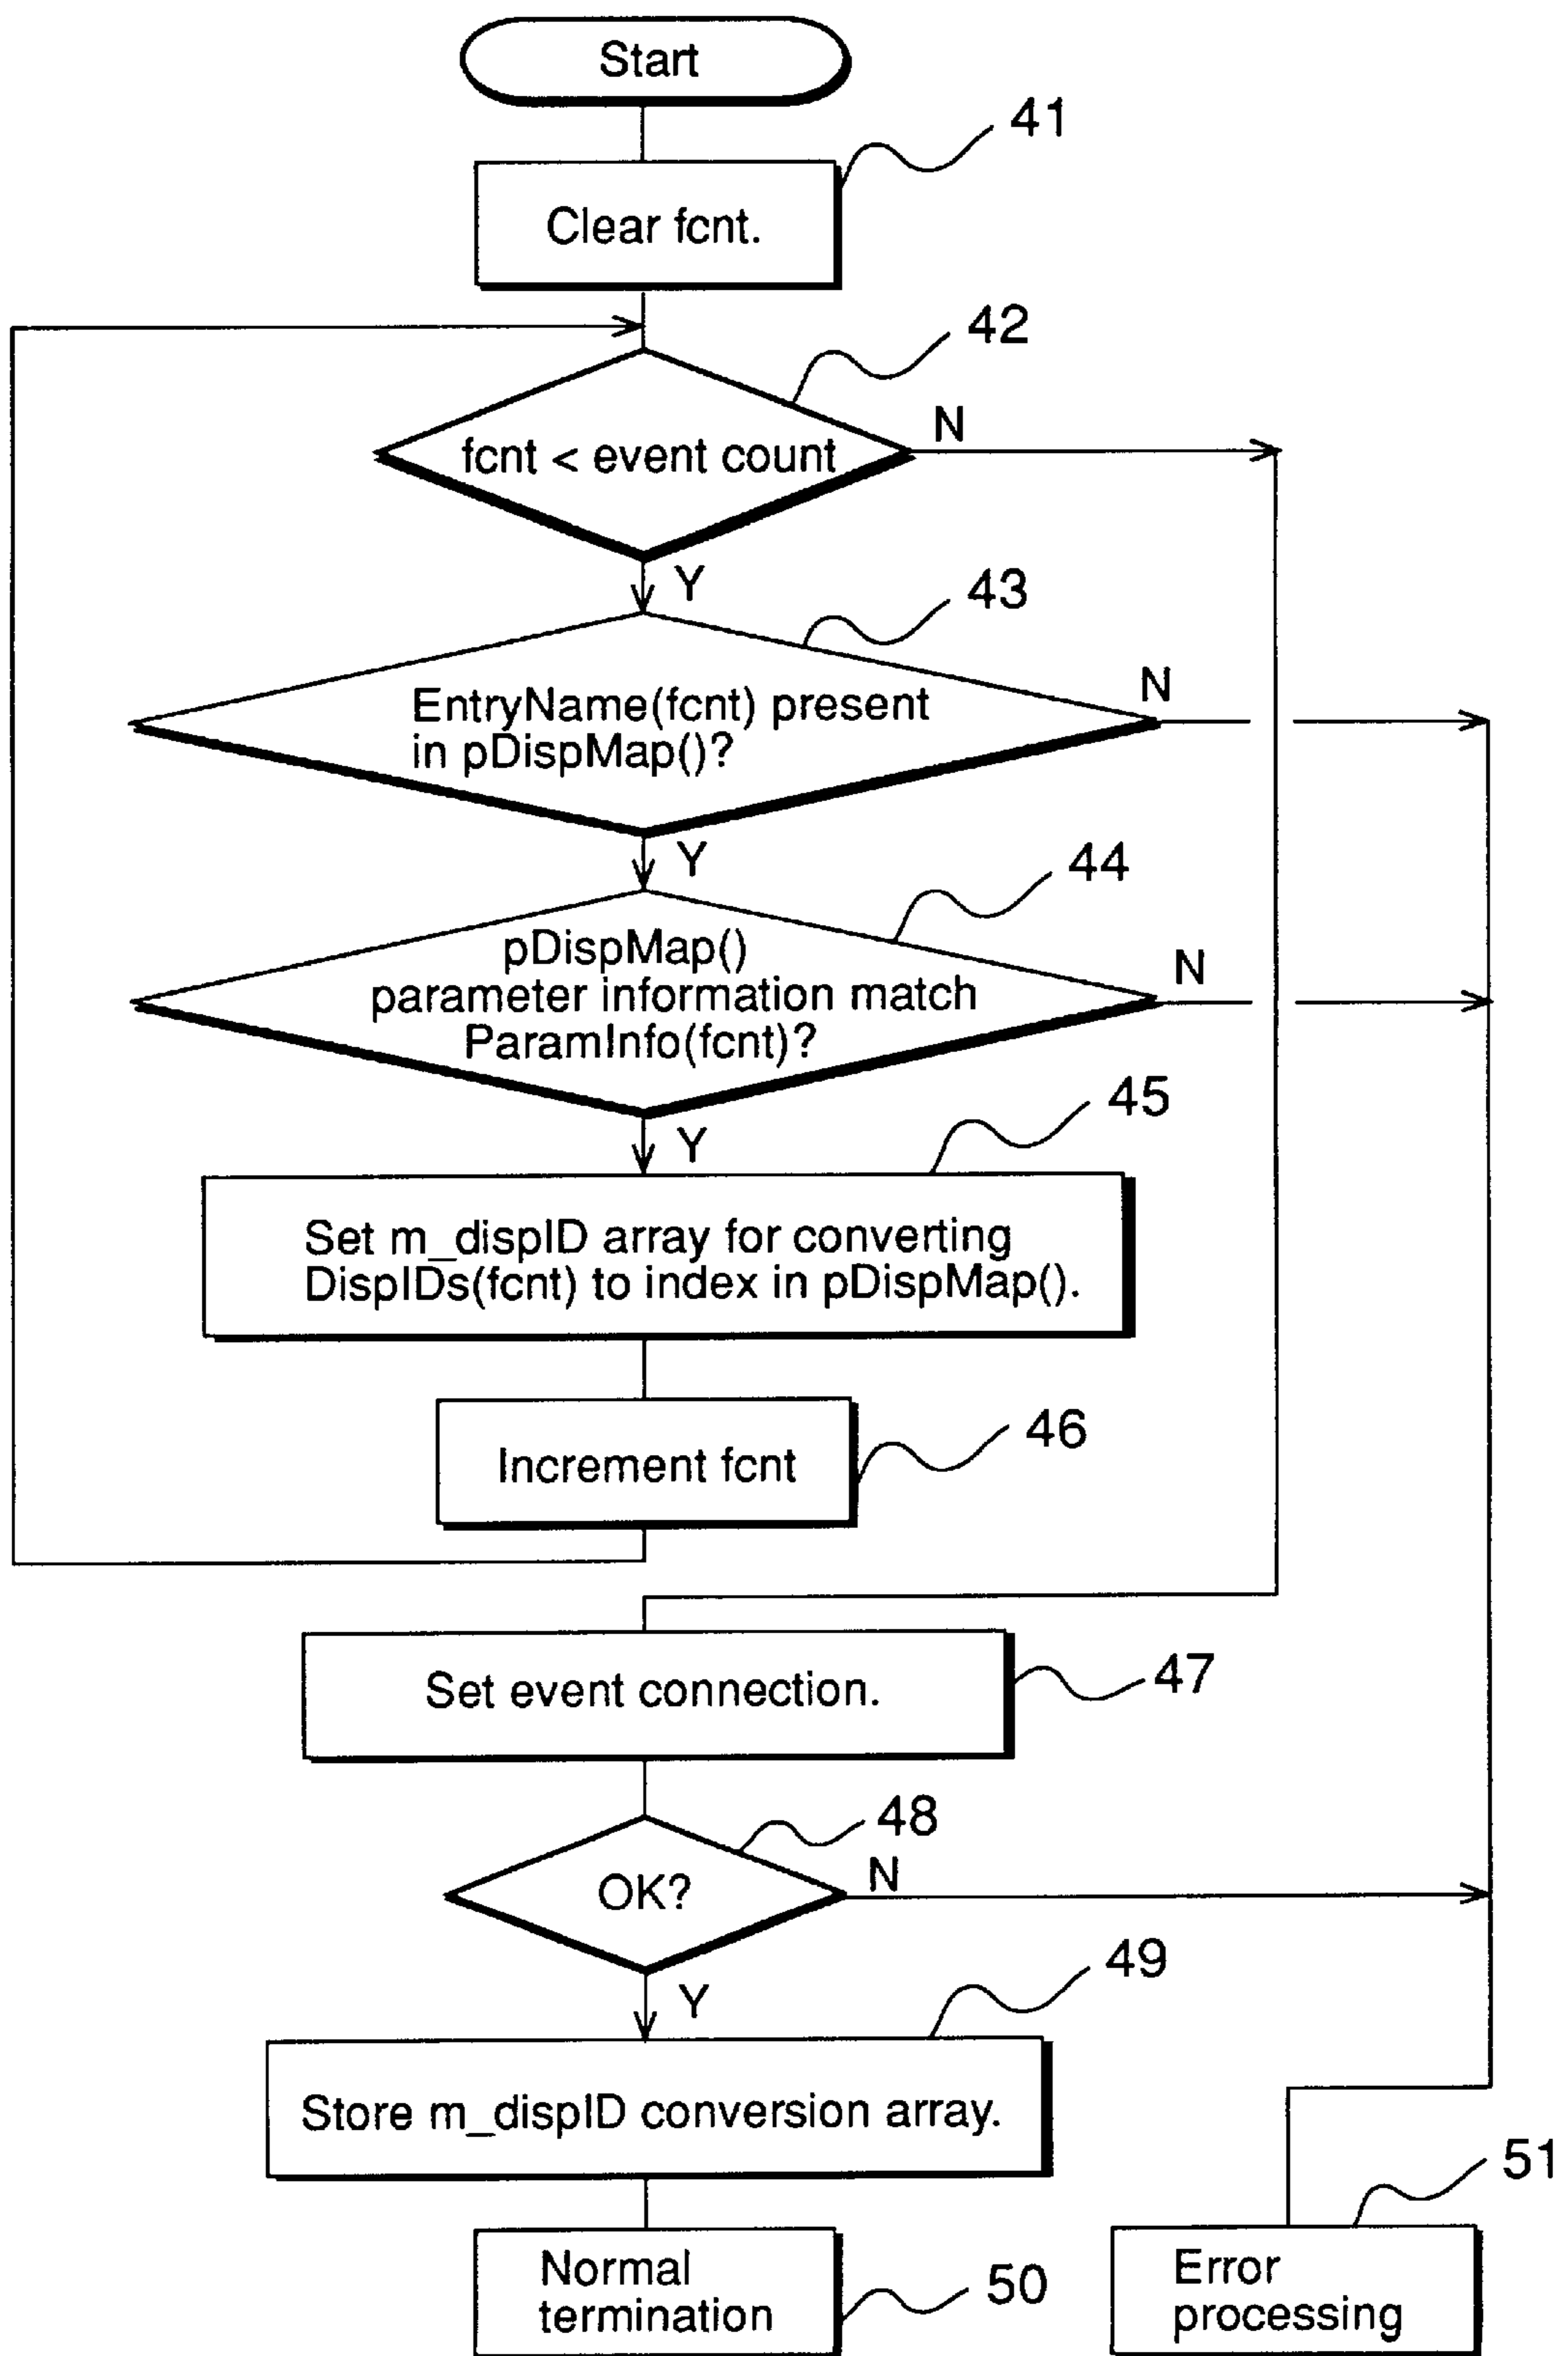 Start
41
Clear fcnt.
42
fcnt < event count
N
Y
43
EntryName(fcnt) present
in pDispMap()?
N
Y
44
pDispMap()
parameter information match
ParamInfo(fcnt)?
N
Y
45
Set m_dispID array for converting
DispIDs(fcnt) to index in pDispMap().
Increment fcnt
46
Set event connection.
47
48
OK?
N
Y
49
Store m_dispID conversion array.
51
Normal
termination
50
Error
processing